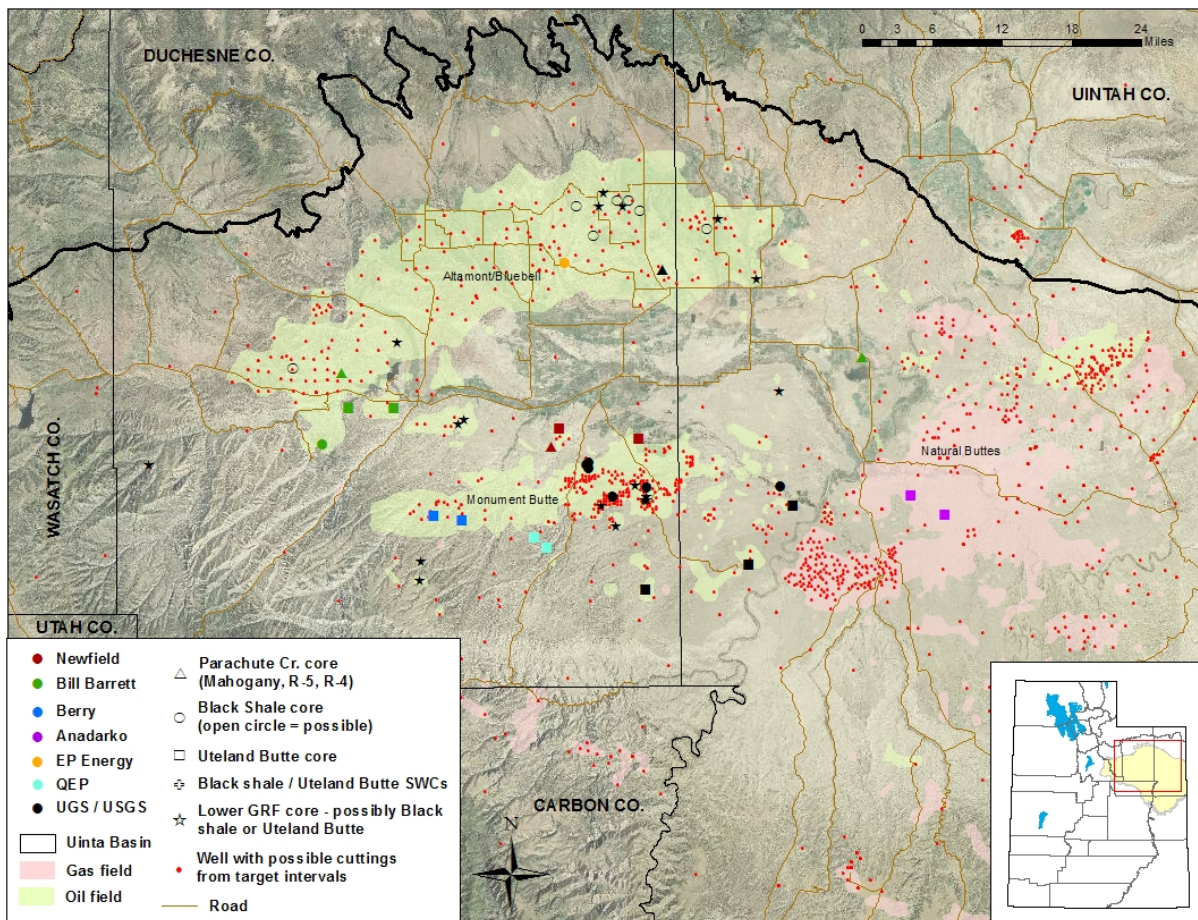 DUCHESNE CO.
0 3 6 12 18 24
Miles
UINTAH CO.
Altamont/Bluebell
Natural Buttes
Monument Butte
WASATCH CO.
UTAH CO.
CARBON CO.
N
Newfield
Bill Barrett
Berry
Anadarko
EP Energy
QEP
UGS / USGS
Uinta Basin
Gas field
Oil field
Parachute Cr. core
(Mahogany, R-5, R-4)
Black Shale core
(open circle = possible)
Uteland Butte core
Black shale / Uteland Butte SWCs
Lower GRF core - possibly Black
shale or Uteland Butte
Well with possible cuttings
from target intervals
Road